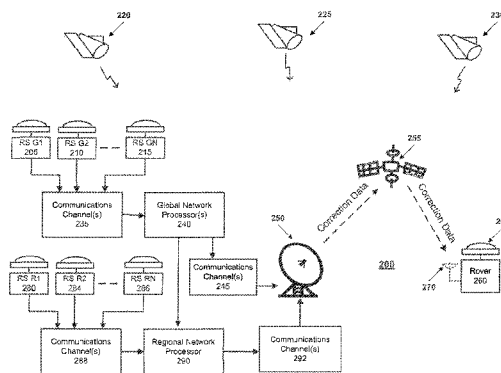 220
225
23
RS G1
205
RS G2
210
RS GN
215
Communications
Channel(s)
235
Global Network
Processor(s)
240
250
255
Correction Data
Correction Data
Communications
Channel(s)
245
200
270
Rover
260
RS R1
280
RS R2
284
RS RN
286
Communications
Channel(s)
288
Regional Network
Processor
290
Communications
Channel(s)
292